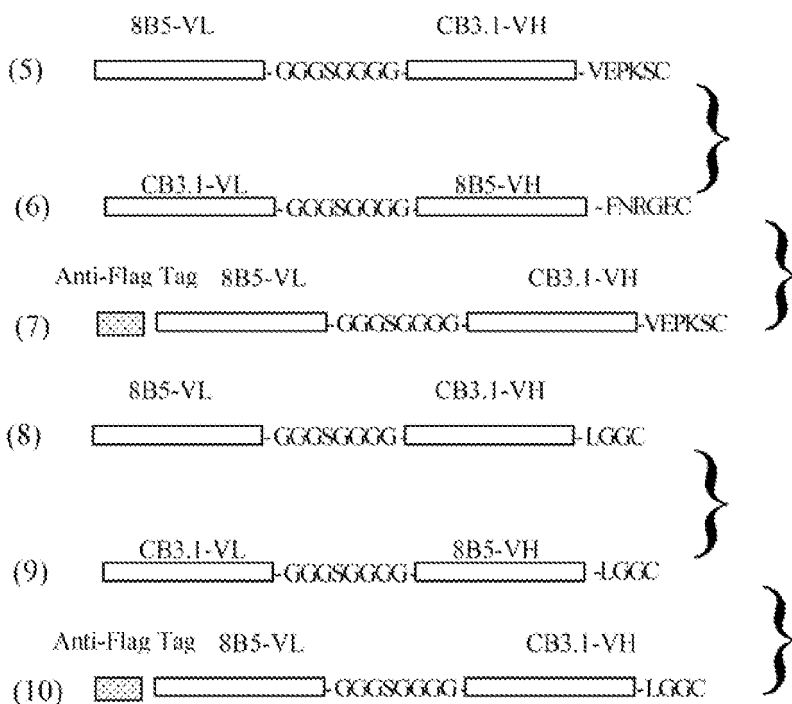 8B5-VL CB3.1-VH
(5) -GGGSGGGG- -VEPKSC
CB3.1-VL 8B5-VH
(6) -GGGSGGGG- -FNRGEC
Anti-Flag Tag 8B5-VL CB3.1-VH
(7) -GGGSGGGG- -VEPKSC
8B5-VL CB3.1-VH
(8) -GGGSGGGG- -LGGC
CB3.1-VL 8B5-VH
(9) -GGGSGGGG- -LGGC
Anti-Flag Tag 8B5-VL CB3.1-VH
(10) -GGGSGGGG- -LGGC